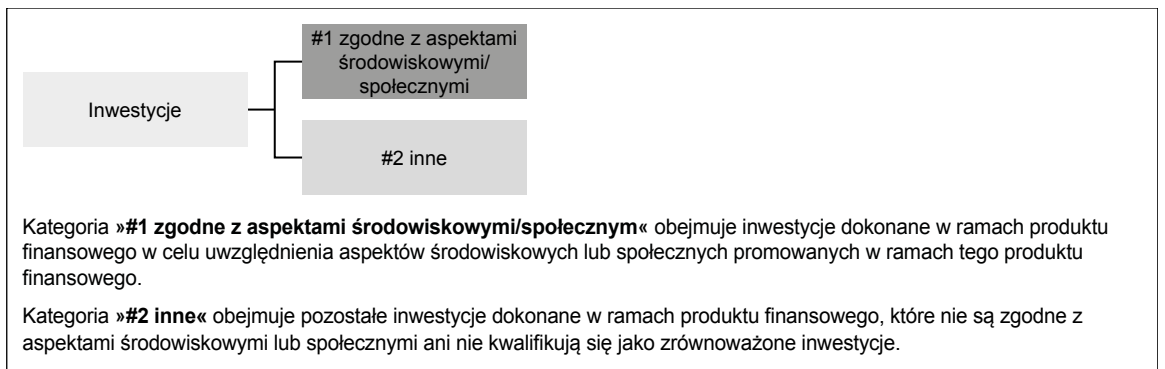 #1 zgodne z aspektami
środowiskowymi/
społecznymi
Inwestycje
#2 inne
Kategoria »#1 zgodne z aspektami środowiskowymi/społecznym« obejmuje inwestycje dokonane w ramach produktu
finansowego w celu uwzględnienia aspektów środowiskowych lub społecznych promowanych w ramach tego produktu
finansowego.
Kategoria »#2 inne« obejmuje pozostałe inwestycje dokonane w ramach produktu finansowego, które nie są zgodne z
aspektami środowiskowymi lub społecznymi ani nie kwalifikują się jako zrównoważone inwestycje.